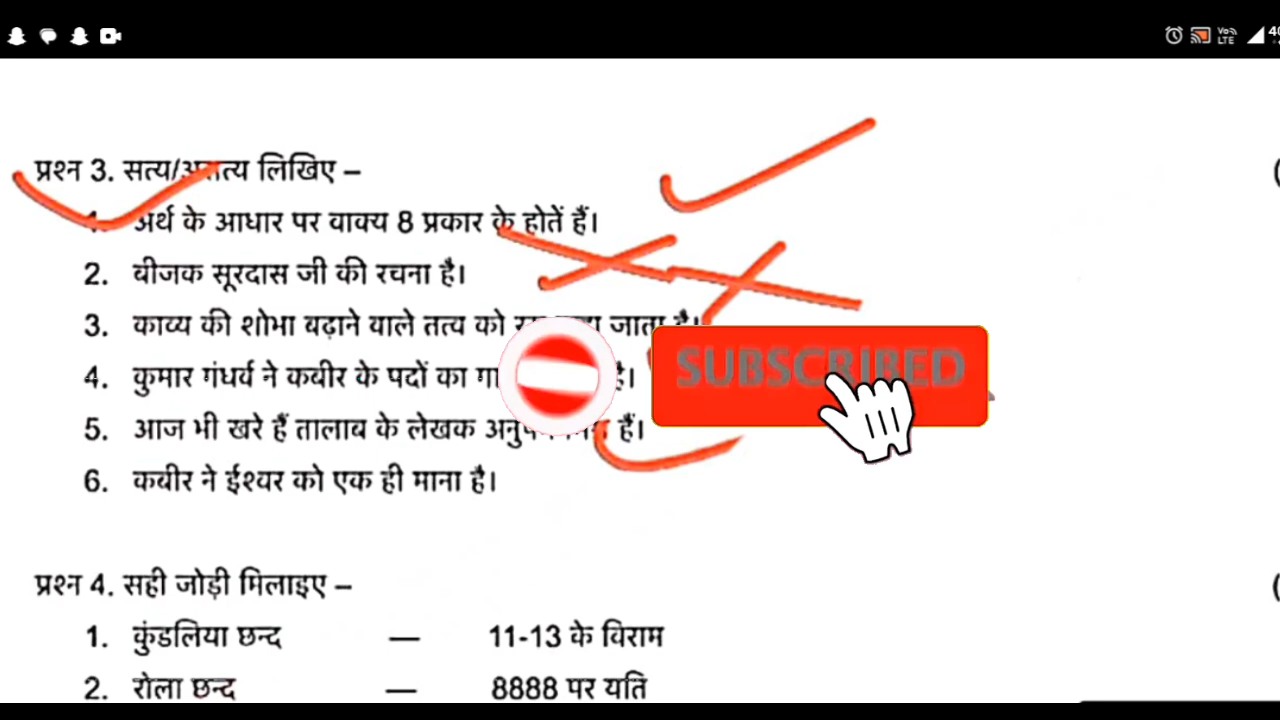 प्रश्न 3. सत्य/असत्य लिखिए –
1. अर्थ के आधार पर वाक्य 8 प्रकार के होतें हैं।
2. बीजक सूरदास जी की रचना है।
3. काव्य की शोभा बढ़ाने वाले तत्व को जाता है।
4. कुमार गंधर्व ने कबीर के पदों का है।
5. आज भी खरे हैं तालाब के लेखक हैं।
6. कबीर ने ईश्वर को एक ही माना है।
SUBSCRIBED
प्रश्न 4. सही जोड़ी मिलाइए –
1. कुंडलिया छन्द — 11-13 के विराम
2. रोला छन्द — 8888 पर यति